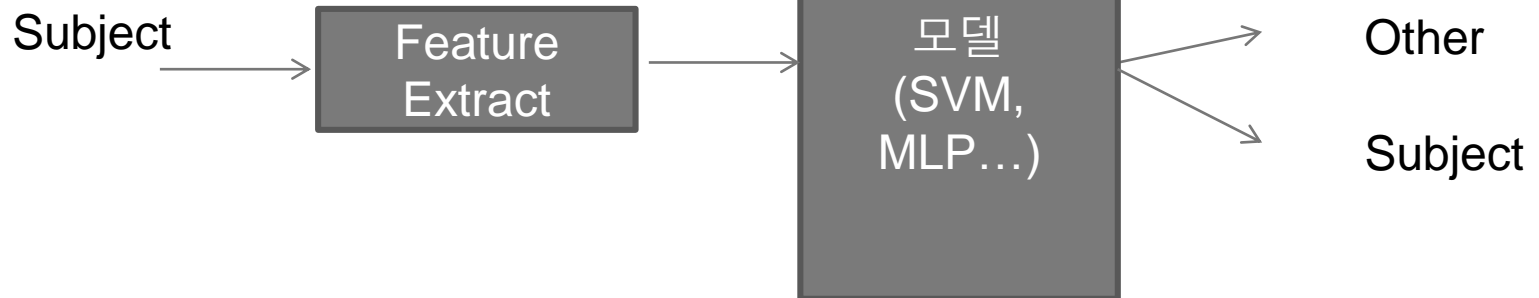 Subject
Feature
Extract
모델
(SVM,
MLP…)
Other
Subject